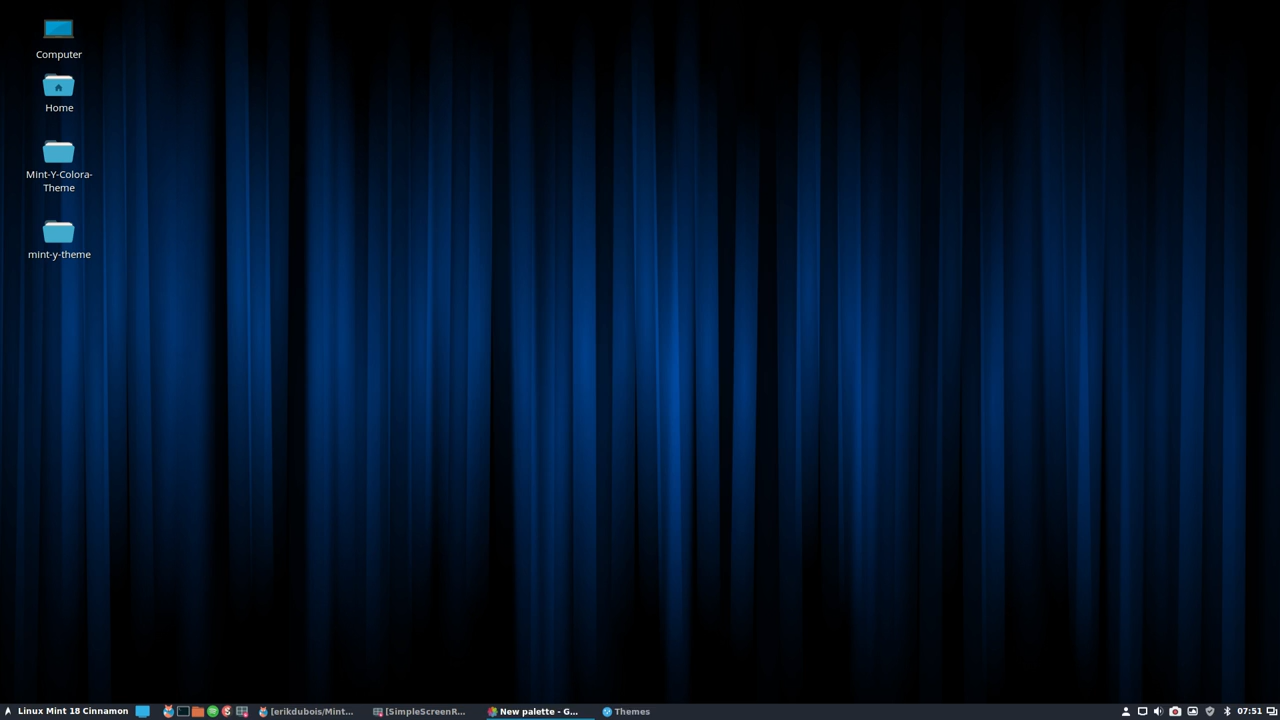 Computer
Home
Mint-Y-Colora-
Theme
mint-y-theme
Linux Mint 18 Cinnamon
[erikdubois/Mint...
[SimpleScreenR...
New palette - G...
Themes
07:51